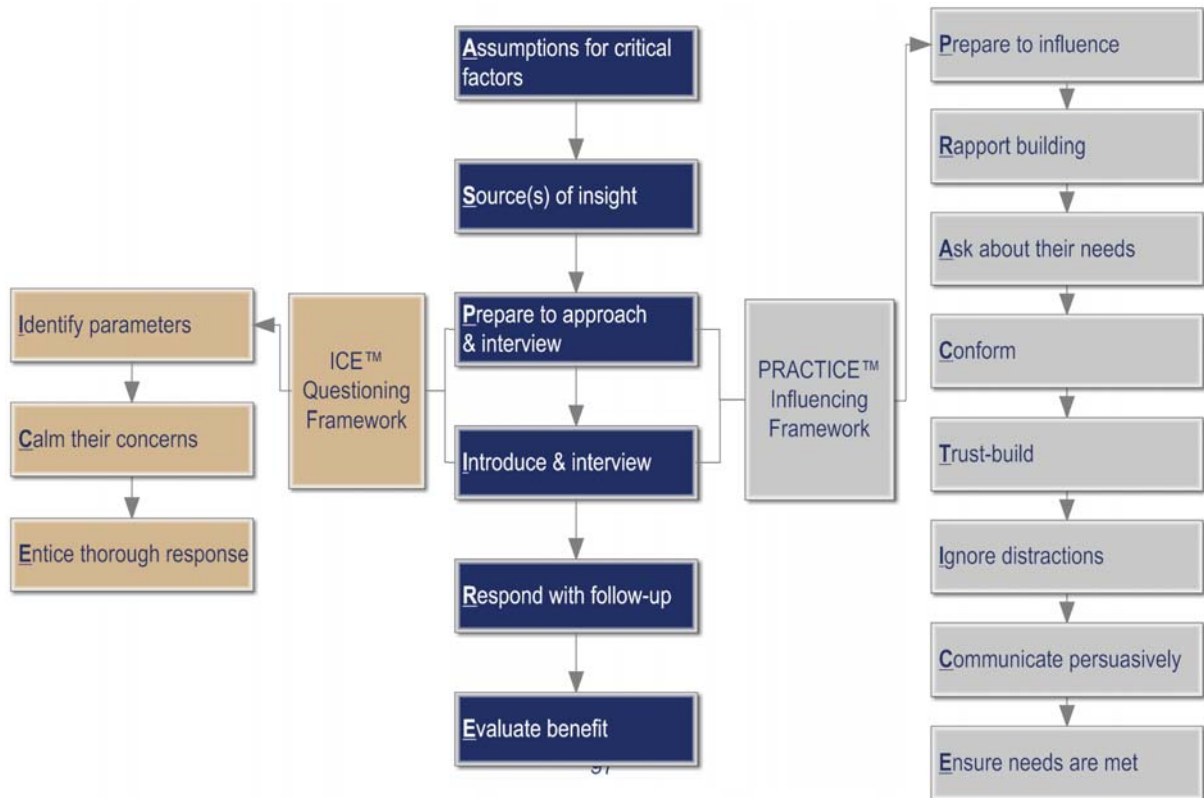 Assumptions for critical
factors
Source(s) of insight
Prepare to approach
& interview
Introduce & interview
Respond with follow-up
Evaluate benefit
ICE™
Questioning
Framework
Identify parameters
Calm their concerns
Entice thorough response
PRACTICE™
Influencing
Framework
Prepare to influence
Rapport building
Ask about their needs
Conform
Trust-build
Ignore distractions
Communicate persuasively
Ensure needs are met